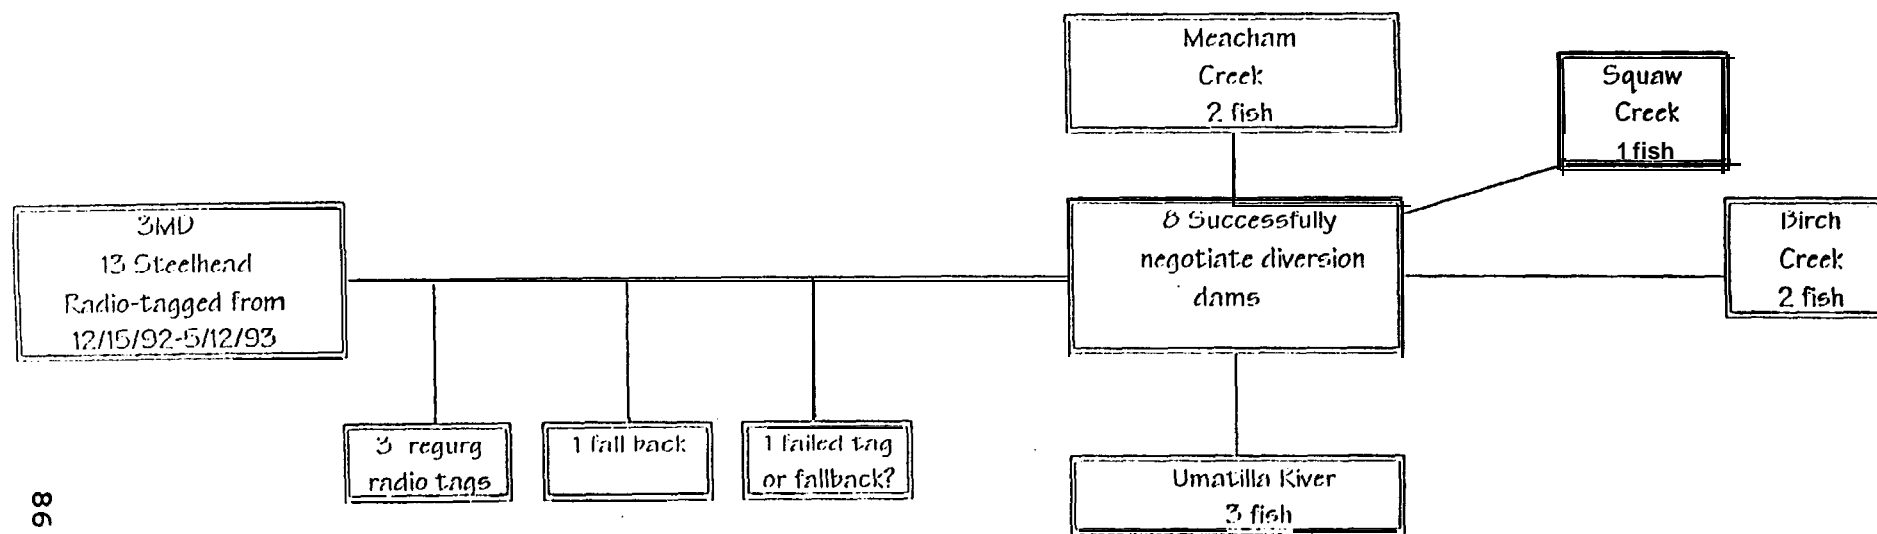 Meacham
Creek
2 fish
Squaw
Creek
1 fish
3MD
13 Steelhead
Radio-tagged from
12/15/92-5/12/93
8 Successfully
negotiate diversion
dams
Birch
Creek
2 fish
3 regurg
radio tags
1 fall back
1 failed tag
or fallback?
Umatilla River
3 fish
98